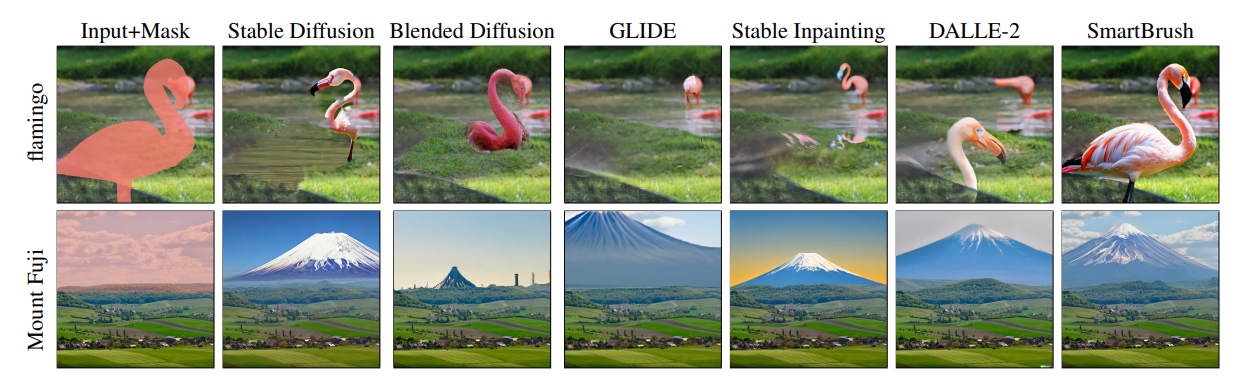 Input+Mask Stable Diffusion Blended Diffusion GLIDE Stable Inpainting DALLE-2 SmartBrush
flamingo
Mount Fuji